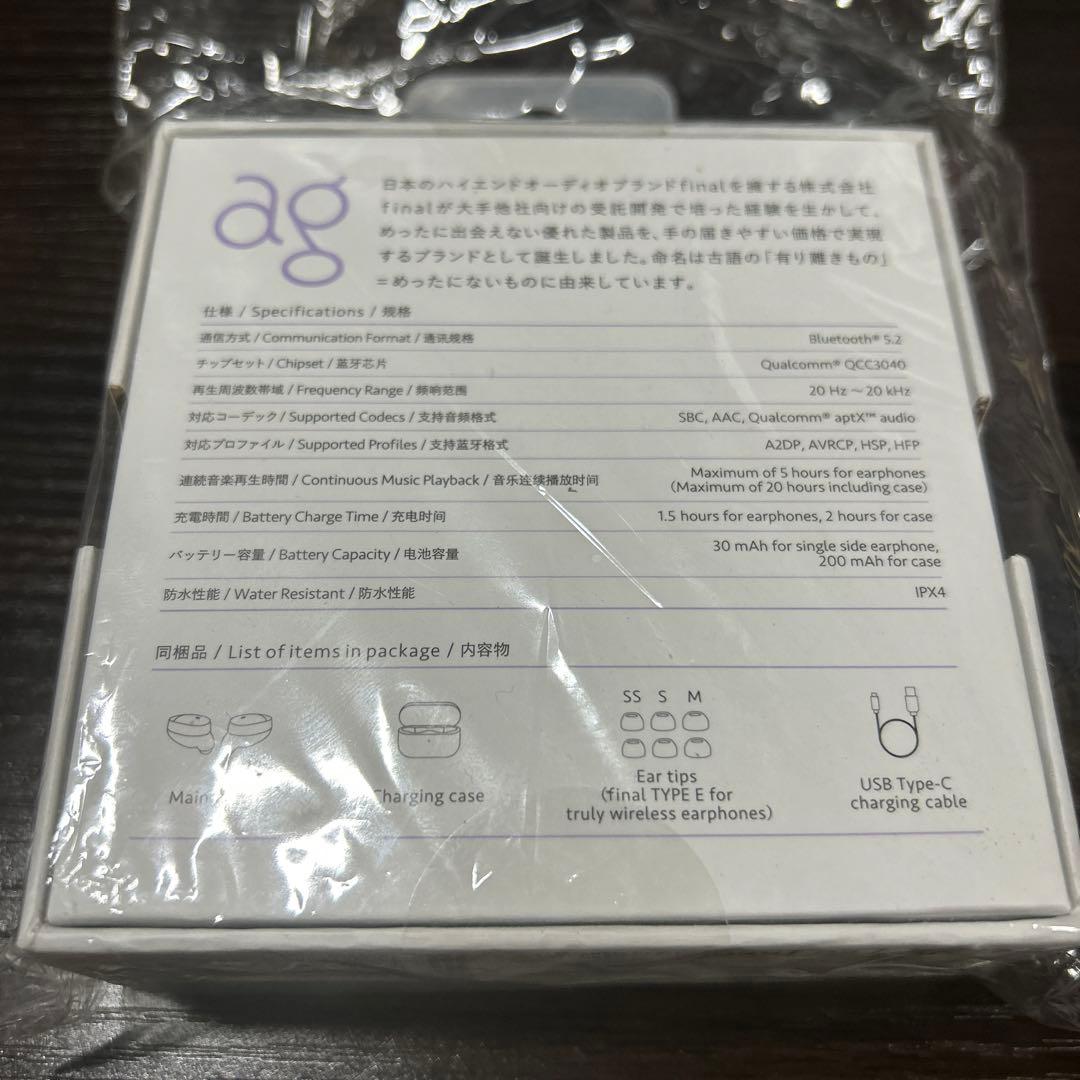 ag
日本のハイエンドオーディオブランドfinalを擁する株式会社
finalが大手他社向けの受託開発で培った経験を生かして、
めったに出会えない優れた製品を、手の届きやすい価格で実現
するブランドとして誕生しました。命名は古語の「有り難きもの」
=めったにないものに由来しています。
仕様 / Specifications / 規格
通信方式 / Communication Format / 通讯规格 Bluetooth® 5.2
チップセット / Chipset / 蓝牙芯片 Qualcomm® QCC3040
再生周波数帯域 / Frequency Range / 频响范围 20 Hz ～ 20 kHz
対応コーデック / Supported Codecs / 支持音频格式 SBC, AAC, Qualcomm® aptX™ audio
対応プロファイル / Supported Profiles / 支持蓝牙格式 A2DP, AVRCP, HSP, HFP
連続音楽再生時間 / Continuous Music Playback / 音乐连续播放时间 Maximum of 5 hours for earphones
(Maximum of 20 hours including case)
充電時間 / Battery Charge Time / 充电时间 1.5 hours for earphones, 2 hours for case
バッテリー容量 / Battery Capacity / 电池容量 30 mAh for single side earphone,
200 mAh for case
防水性能 / Water Resistant / 防水性能 IPX4
同梱品 / List of items in package / 内容物
SS S M
Main
Charging case
Ear tips
(final TYPE E for
truly wireless earphones)
USB Type-C
charging cable